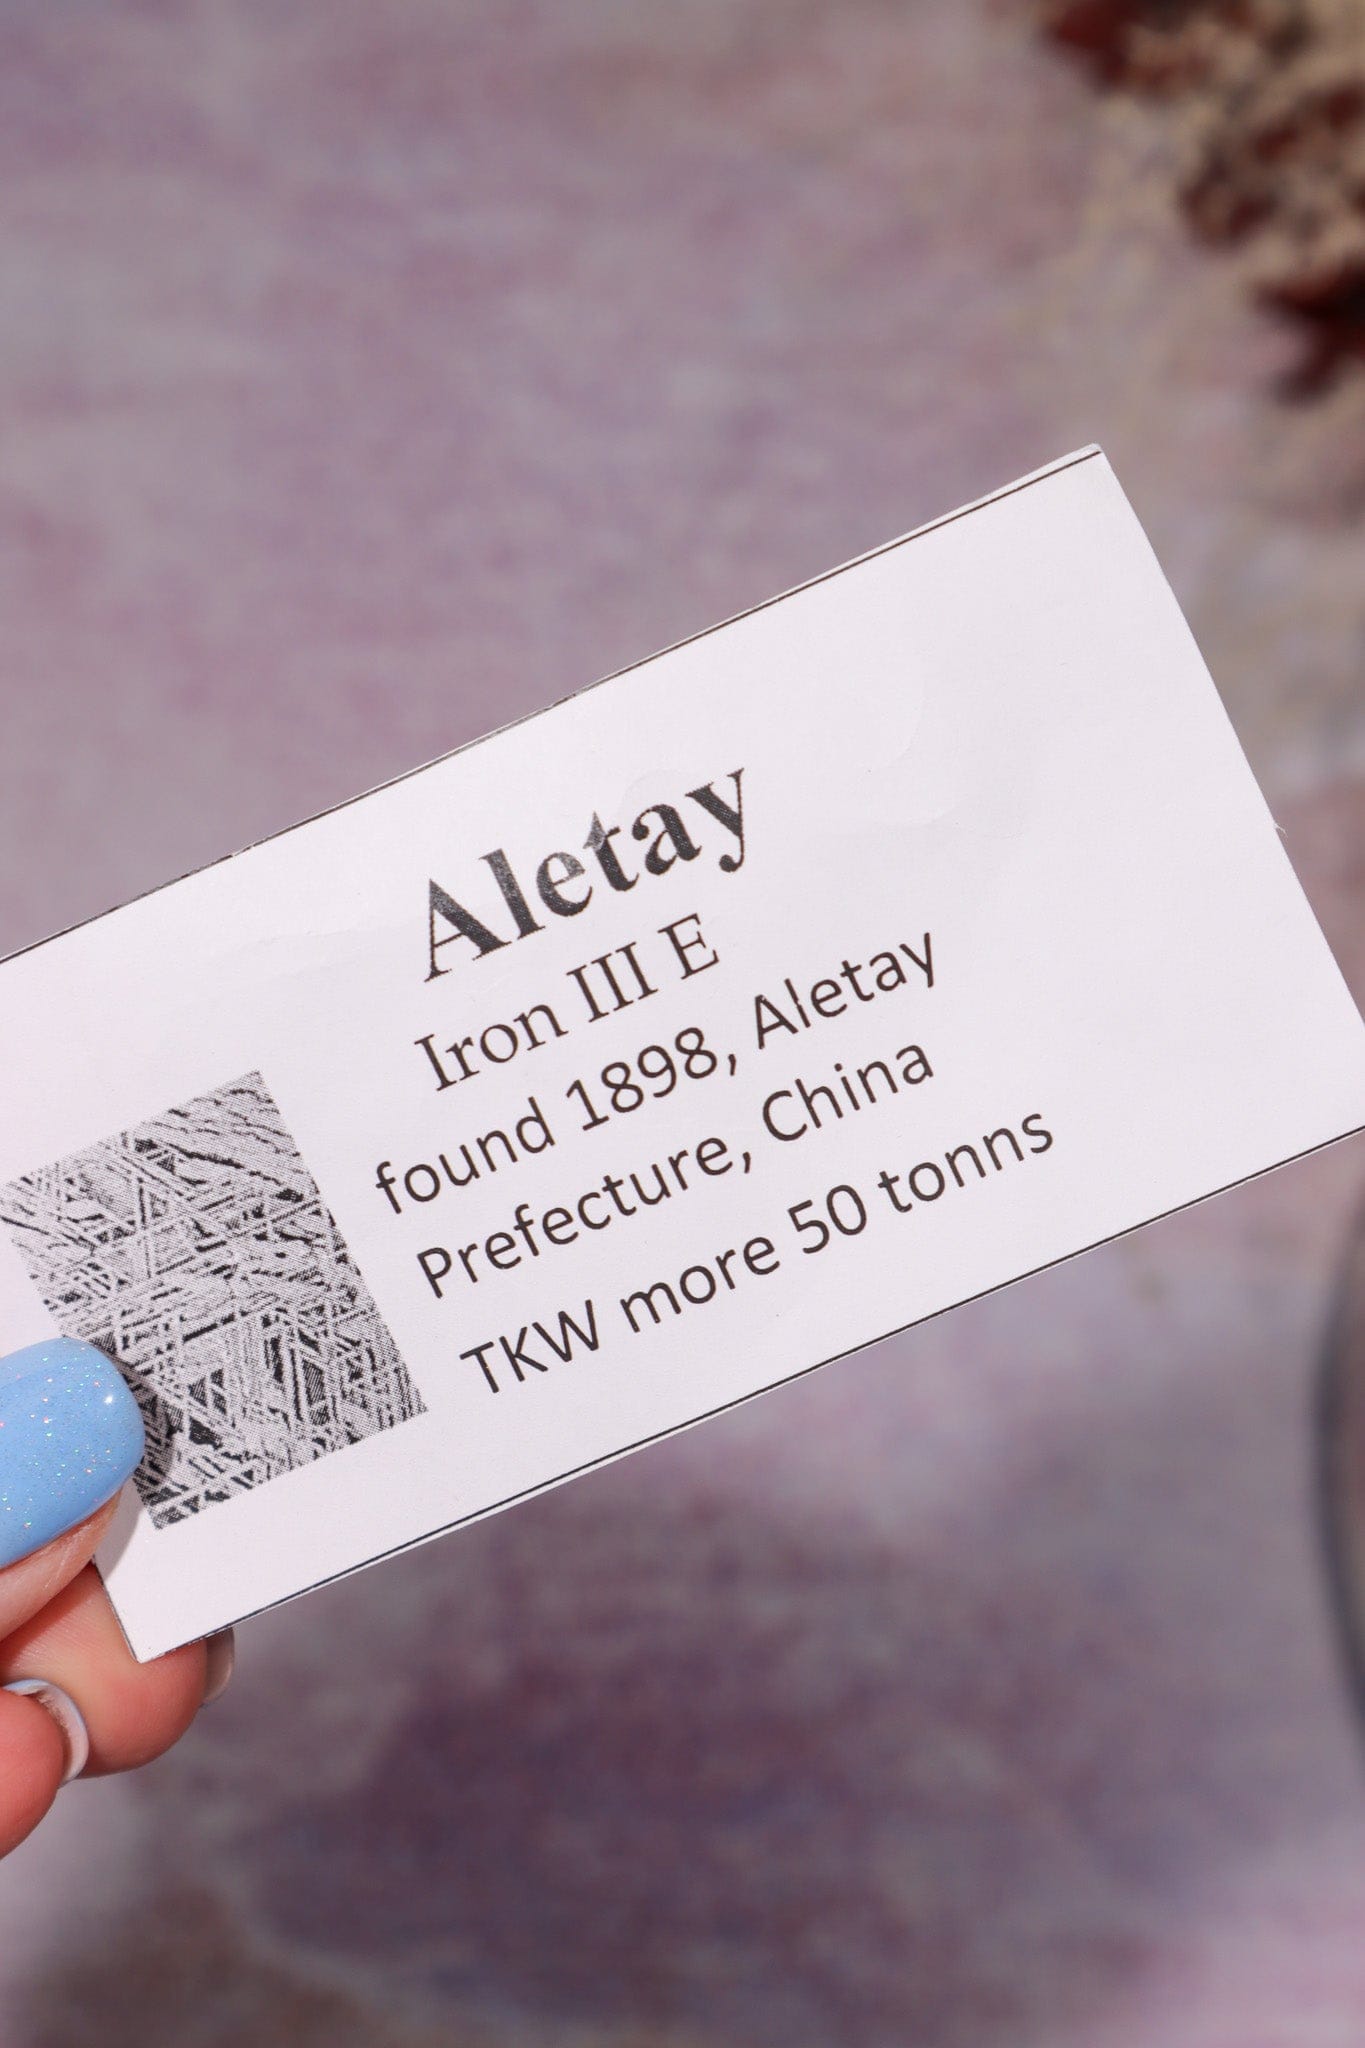 Aletay
Iron III E
found 1898, Aletay
Prefecture, China
TKW more 50 tonns